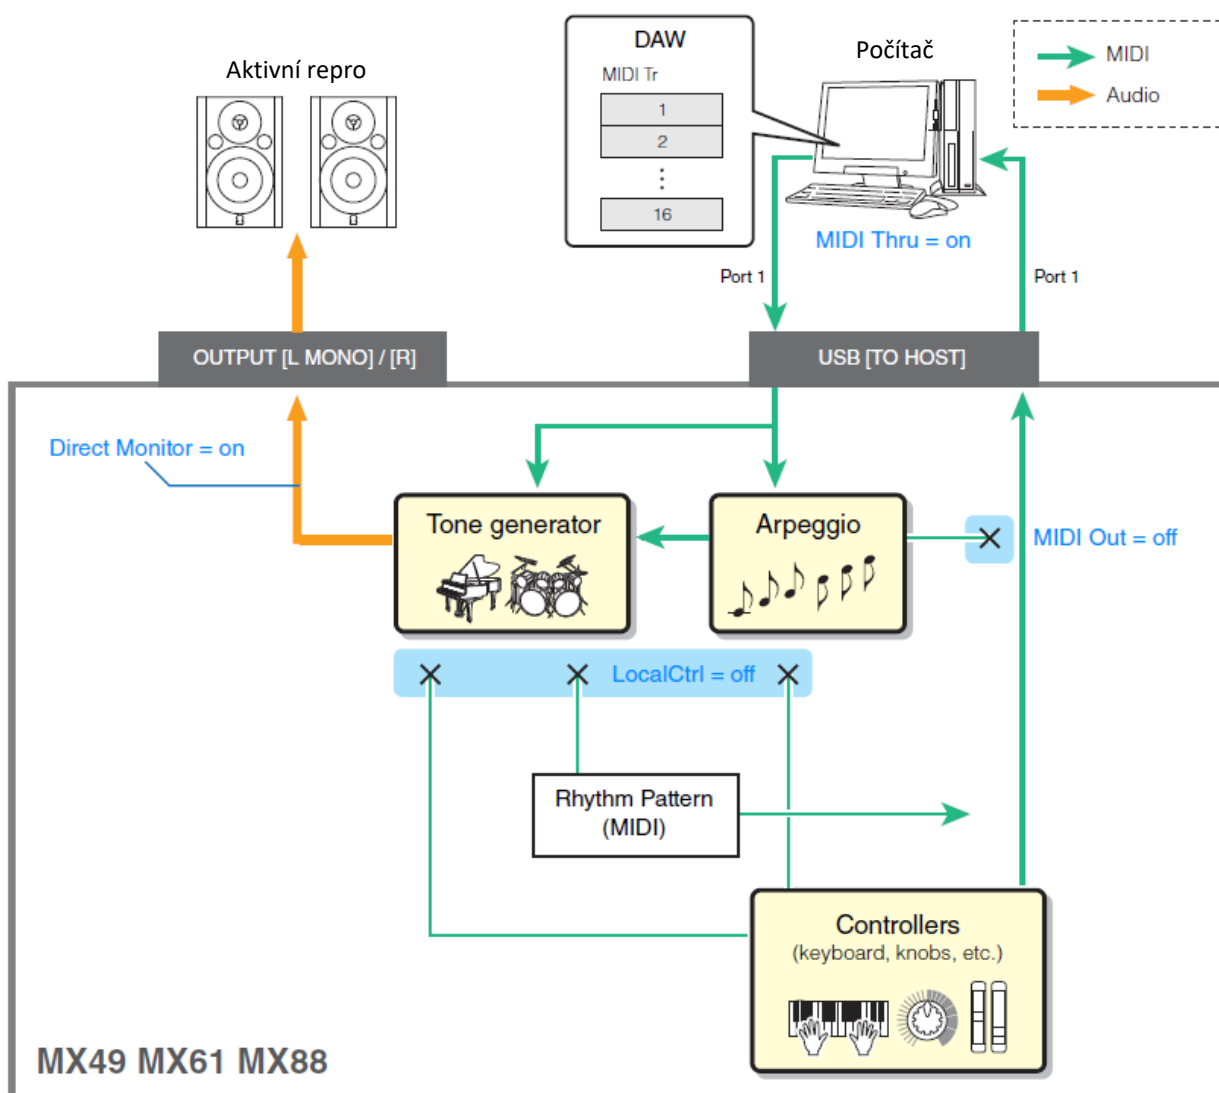 DAW
MIDI Tr
1
2
16
Aktivní repro
Počítač
MIDI
Audio
MIDI Thru = on
Port 1
Port 1
OUTPUT [L MONO] / [R]
USB [TO HOST]
Direct Monitor = on
Tone generator
Arpeggio
MIDI Out = off
LocalCtrl = off
Rhythm Pattern
(MIDI)
Controllers
(keyboard, knobs, etc.)
MX49 MX61 MX88